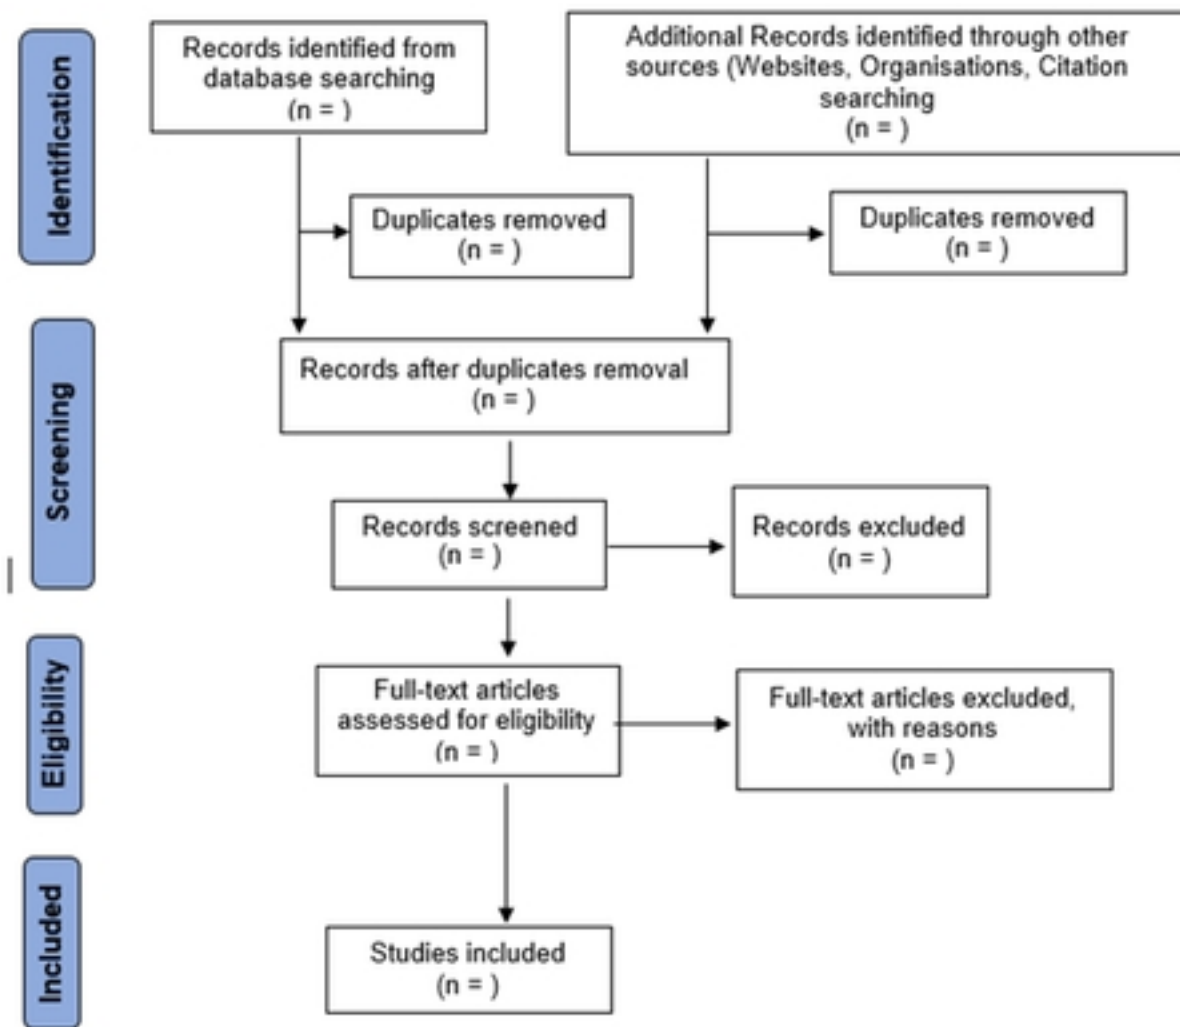 Identification
Records identified from
database searching
(n = )
Additional Records identified through other
sources (Websites, Organisations, Citation
searching
(n = )
Duplicates removed
(n = )
Duplicates removed
(n = )
Screening
Records after duplicates removal
(n = )
Records screened
(n = )
Records excluded
(n = )
Eligibility
Full-text articles
assessed for eligibility
(n = )
Full-text articles excluded,
with reasons
(n = )
Included
Studies included
(n = )